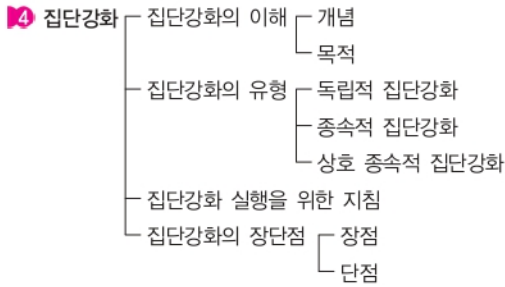 4 집단강화 집단강화의 이해 개념
목적
집단강화의 유형 독립적 집단강화
종속적 집단강화
상호 종속적 집단강화
집단강화 실행을 위한 지침
집단강화의 장단점 장점
단점